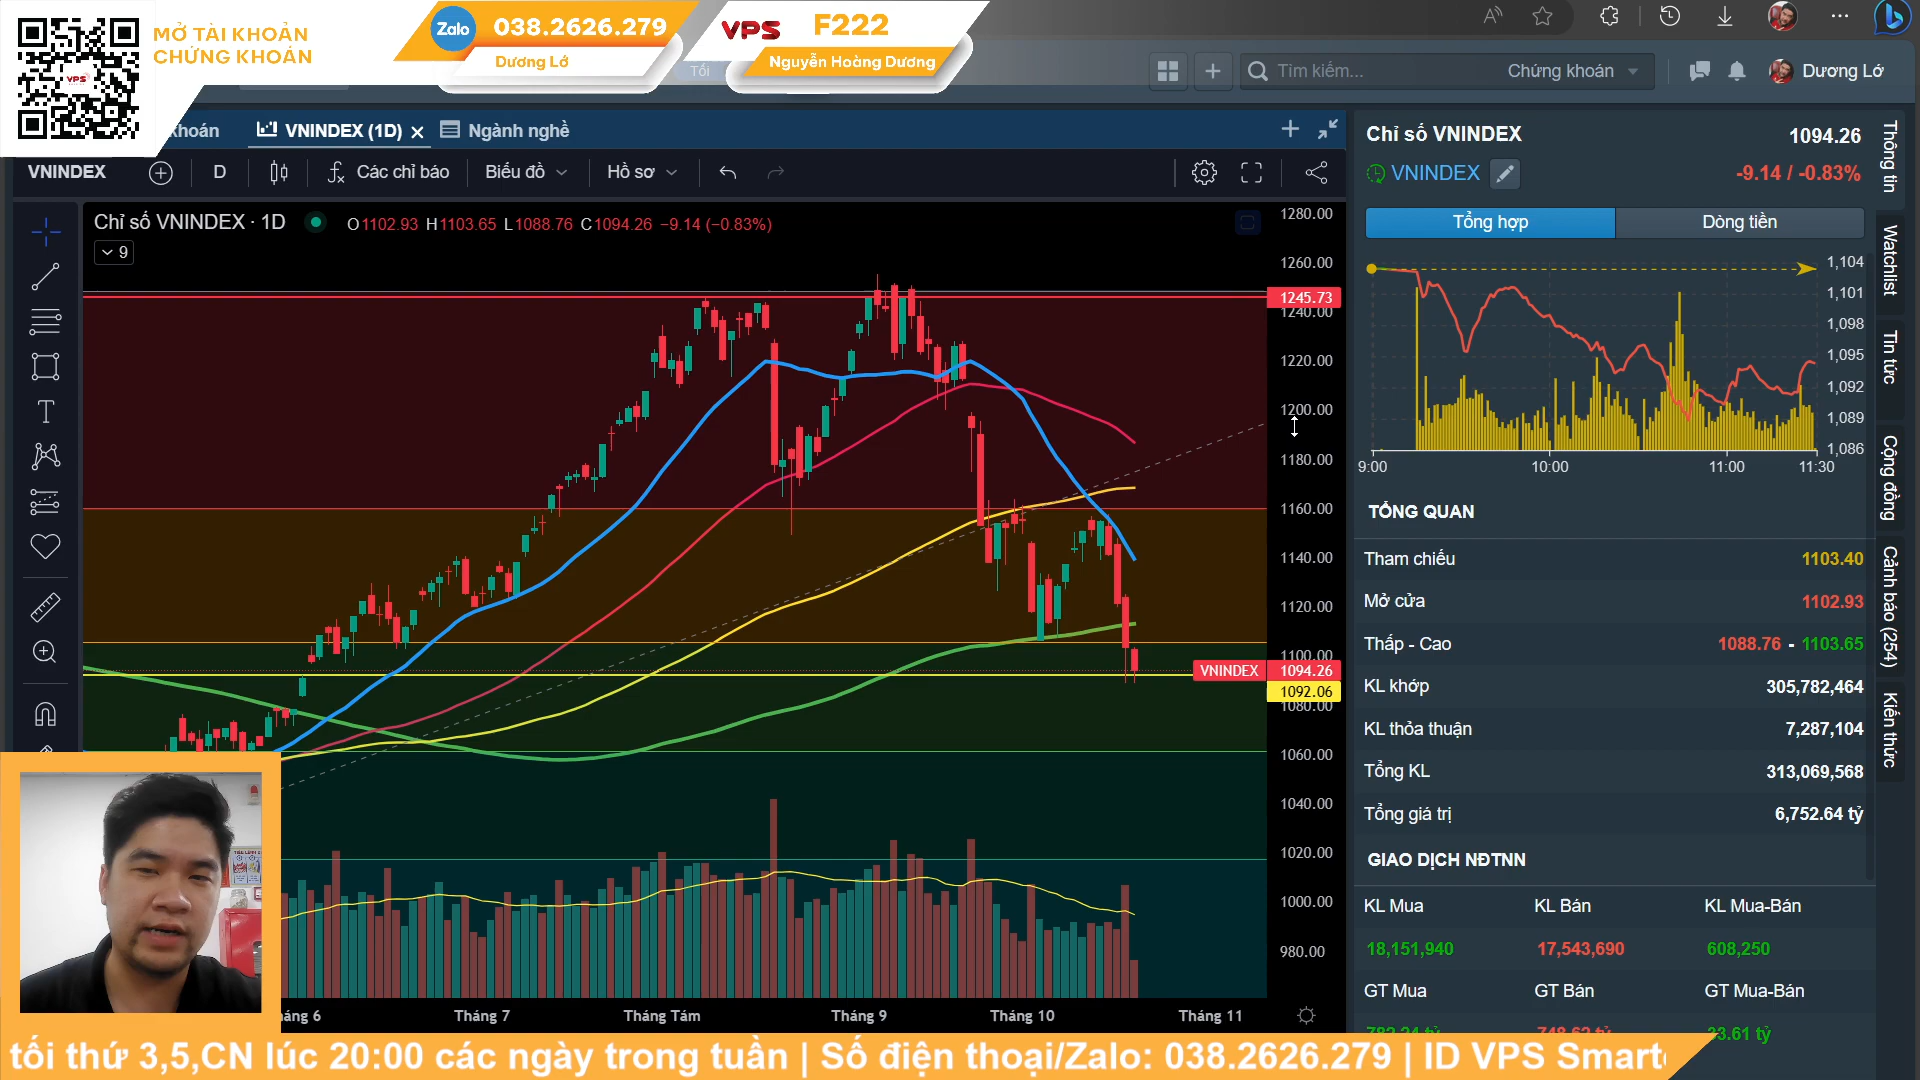 MỞ TÀI KHOẢN
CHỨNG KHOÁN
VPS
Zalo 038.2626.279
Dương Lớ
VPS F222
Nguyễn Hoàng Dương
Tối
Tìm kiếm...
Chứng khoán
Dương Lớ
khoán
VNINDEX (1D)
Ngành nghề
VNINDEX
D
Các chỉ báo
Biểu đồ
Hồ sơ
Chỉ số VNINDEX · 1D
O1102.93 H1103.65 L1088.76 C1094.26 −9.14 (−0.83%)
9
1280.00
1260.00
1245.73
1240.00
1220.00
1200.00
1180.00
1160.00
1140.00
1120.00
1100.00
VNINDEX 1094.26
1092.06
1080.00
1060.00
1040.00
1020.00
1000.00
980.00
áng 6
Tháng 7
Tháng Tám
Tháng 9
Tháng 10
Tháng 11
Chỉ số VNINDEX
1094.26
VNINDEX
-9.14 / -0.83%
Tổng hợp
Dòng tiền
1,104
1,101
1,098
1,095
1,092
1,089
1,086
9:00
10:00
11:00
11:30
TỔNG QUAN
Tham chiếu 1103.40
Mở cửa 1102.93
Thấp - Cao 1088.76 - 1103.65
KL khớp 305,782,464
KL thỏa thuận 7,287,104
Tổng KL 313,069,568
Tổng giá trị 6,752.64 tỷ
GIAO DỊCH NĐTNN
KL Mua KL Bán KL Mua-Bán
18,151,940 17,543,690 608,250
GT Mua GT Bán GT Mua-Bán
33.61 tỷ
Thông tin
Watchlist
Tin tức
Cộng đồng
Cảnh báo (254)
Kiến thức
tối thứ 3,5,CN lúc 20:00 các ngày trong tuần | Số điện thoại/Zalo: 038.2626.279 | ID VPS Smart